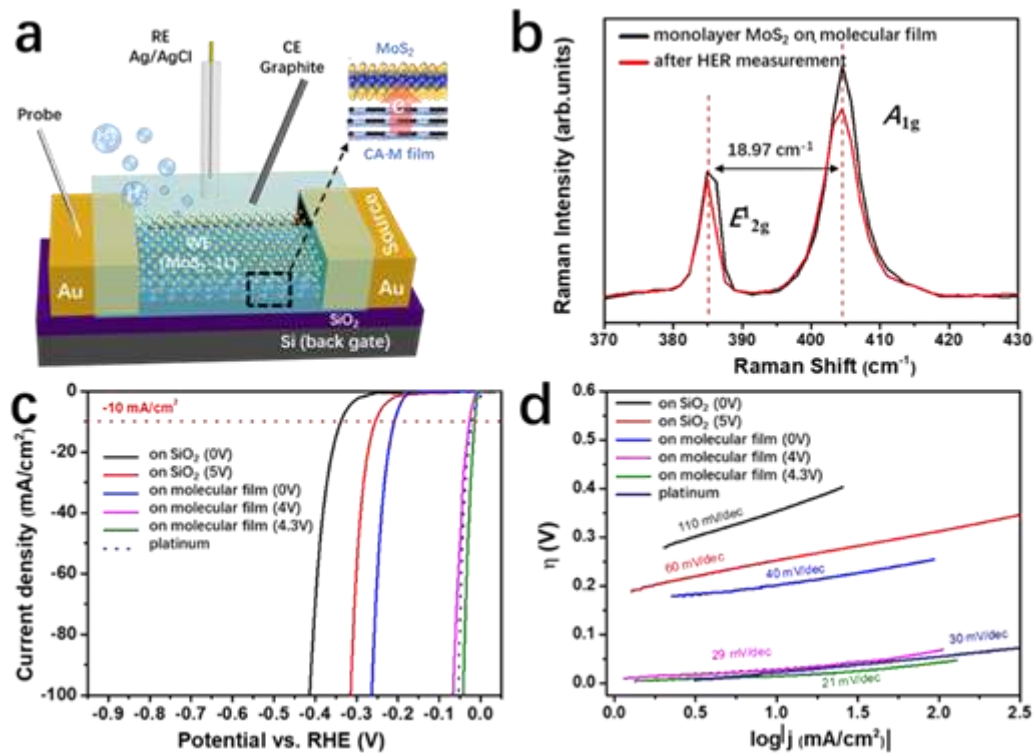 a
RE
Ag/AgCl
CE
Graphite
MoS₂
Probe
CA-M film
WE
(MoS₂ 1L)
Source
Au
Au
SiO₂
Si (back gate)
b
Raman Intensity (arb.units)
monolayer MoS₂ on molecular film
after HER measurement
A1g
18.97 cm⁻¹
E¹2g
370 380 390 400 410 420 430
Raman Shift (cm⁻¹)
c
Current density (mA/cm²)
0
-20
-40
-60
-80
-100
-10 mA/cm²
on SiO₂ (0V)
on SiO₂ (5V)
on molecular film (0V)
on molecular film (4V)
on molecular film (4.3V)
platinum
-0.9 -0.8 -0.7 -0.6 -0.5 -0.4 -0.3 -0.2 -0.1 0.0
Potential vs. RHE (V)
d
η (V)
0.6
0.5
0.4
0.3
0.2
0.1
0.0
on SiO₂ (0V)
on SiO₂ (5V)
on molecular film (0V)
on molecular film (4V)
on molecular film (4.3V)
platinum
110 mV/dec
60 mV/dec
40 mV/dec
29 mV/dec
30 mV/dec
21 mV/dec
0.0 0.5 1.0 1.5 2.0 2.5
log|j (mA/cm²)|